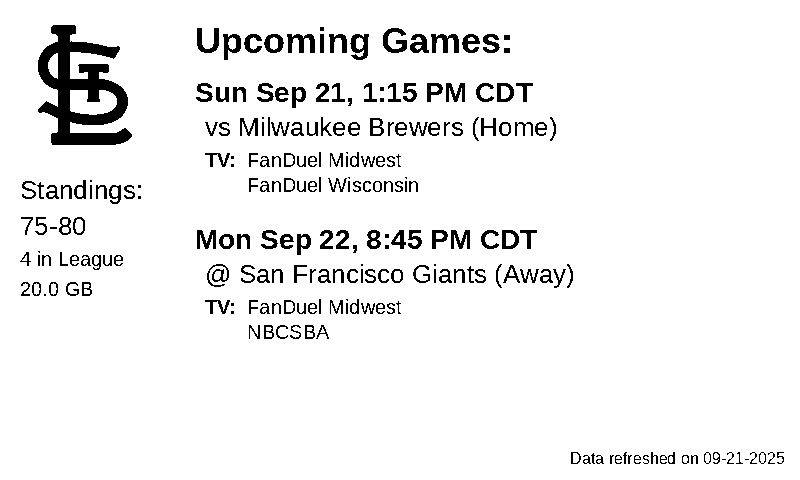 STL
Standings:
75-80
4 in League
20.0 GB
Upcoming Games:
Sun Sep 21, 1:15 PM CDT
vs Milwaukee Brewers (Home)
TV: FanDuel Midwest
FanDuel Wisconsin
Mon Sep 22, 8:45 PM CDT
@ San Francisco Giants (Away)
TV: FanDuel Midwest
NBCSBA
Data refreshed on 09-21-2025